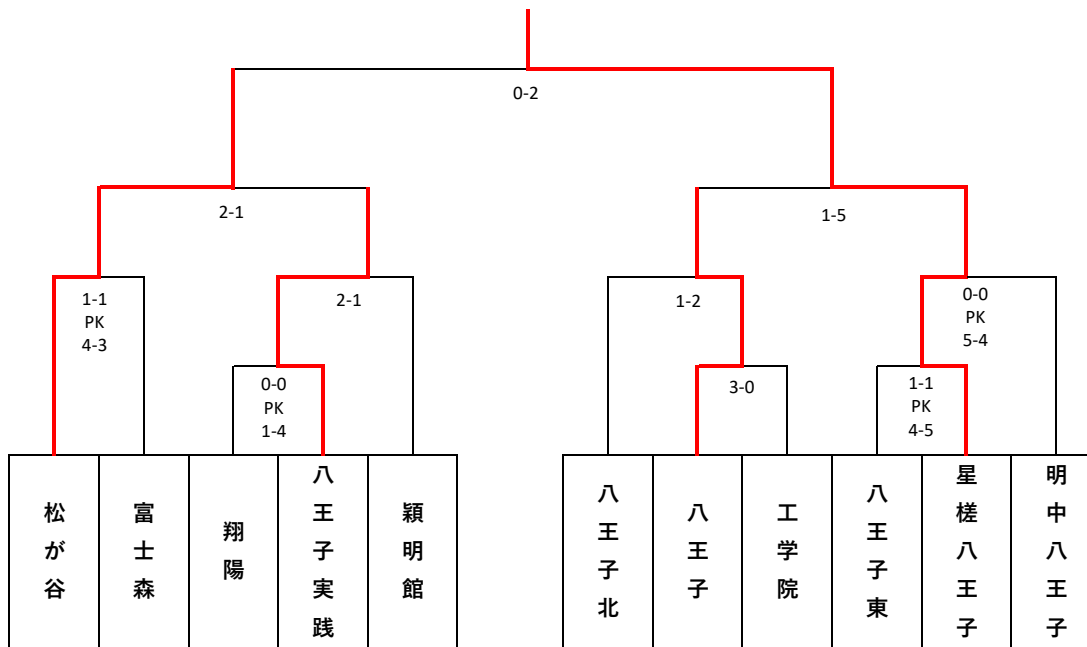 0-2
2-1
1-5
1-1
PK
4-3
2-1
1-2
0-0
PK
5-4
0-0
PK
1-4
3-0
1-1
PK
4-5
松が谷
富士森
翔陽
八王子実践
穎明館
八王子北
八王子
工学院
八王子東
星槎八王子
明中八王子